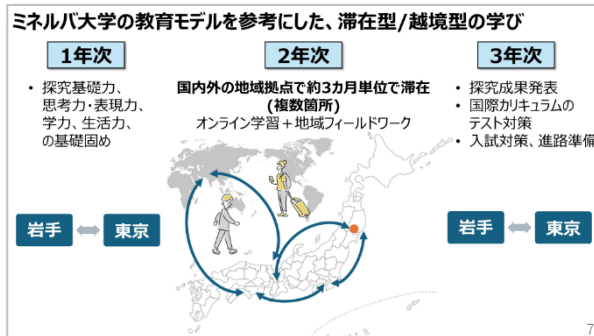 ミネルバ大学の教育モデルを参考にした、滞在型/越境型の学び
1年次
• 探究基礎力、
思考力・表現力、
学力、生活力、
の基礎固め
岩手
東京
2年次
国内外の地域拠点で約3カ月単位で滞在
(複数箇所)
オンライン学習+地域フィールドワーク
3年次
• 探究成果発表
• 国際カリキュラムの
テスト対策
• 入試対策、進路準備
岩手
東京
7